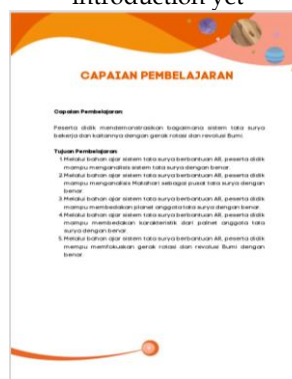 introduction yet
CAPAIAN PEMBELAJARAN
Capaian Pembelajaran:
Peserta didik mendemonstrasikan bagaimana sistem tata surya
bekerja dan kaitannya dengan gerak rotasi dan revolusi Bumi.
Tujuan Pembelajaran:
1. Melalui bahan ajar sistem tata surya berbantuan AR, peserta didik
mampu menganalisis sistem tata surya dengan benar.
2. Melalui bahan ajar sistem tata surya berbantuan AR, peserta didik
mampu menganalisis Matahari sebagai pusat tata surya dengan
benar.
3. Melalui bahan ajar sistem tata surya berbantuan AR, peserta didik
mampu membedakan planet anggota tata surya dengan benar.
4. Melalui bahan ajar sistem tata surya berbantuan AR, peserta didik
mampu membedakan karakteristik dari palnet anggota tata
surya dengan benar.
5. Melalui bahan ajar sistem tata surya berbantuan AR, peserta didik
mampu memfokuskan gerak rotasi dan revolusi Bumi dengan
benar.